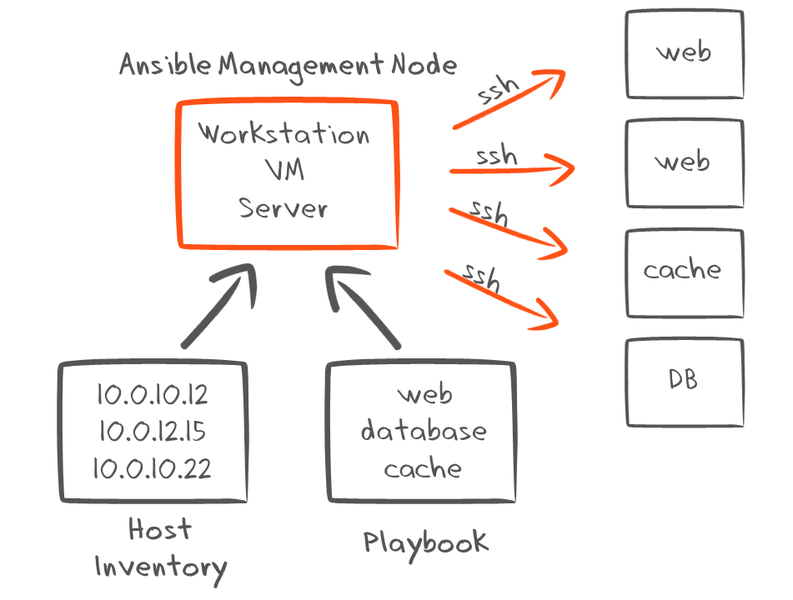 Ansible Management Node
Workstation
VM
Server
ssh
ssh
ssh
ssh
web
web
cache
DB
10.0.10.12
10.0.12.15
10.0.10.22
Host
Inventory
web
database
cache
Playbook